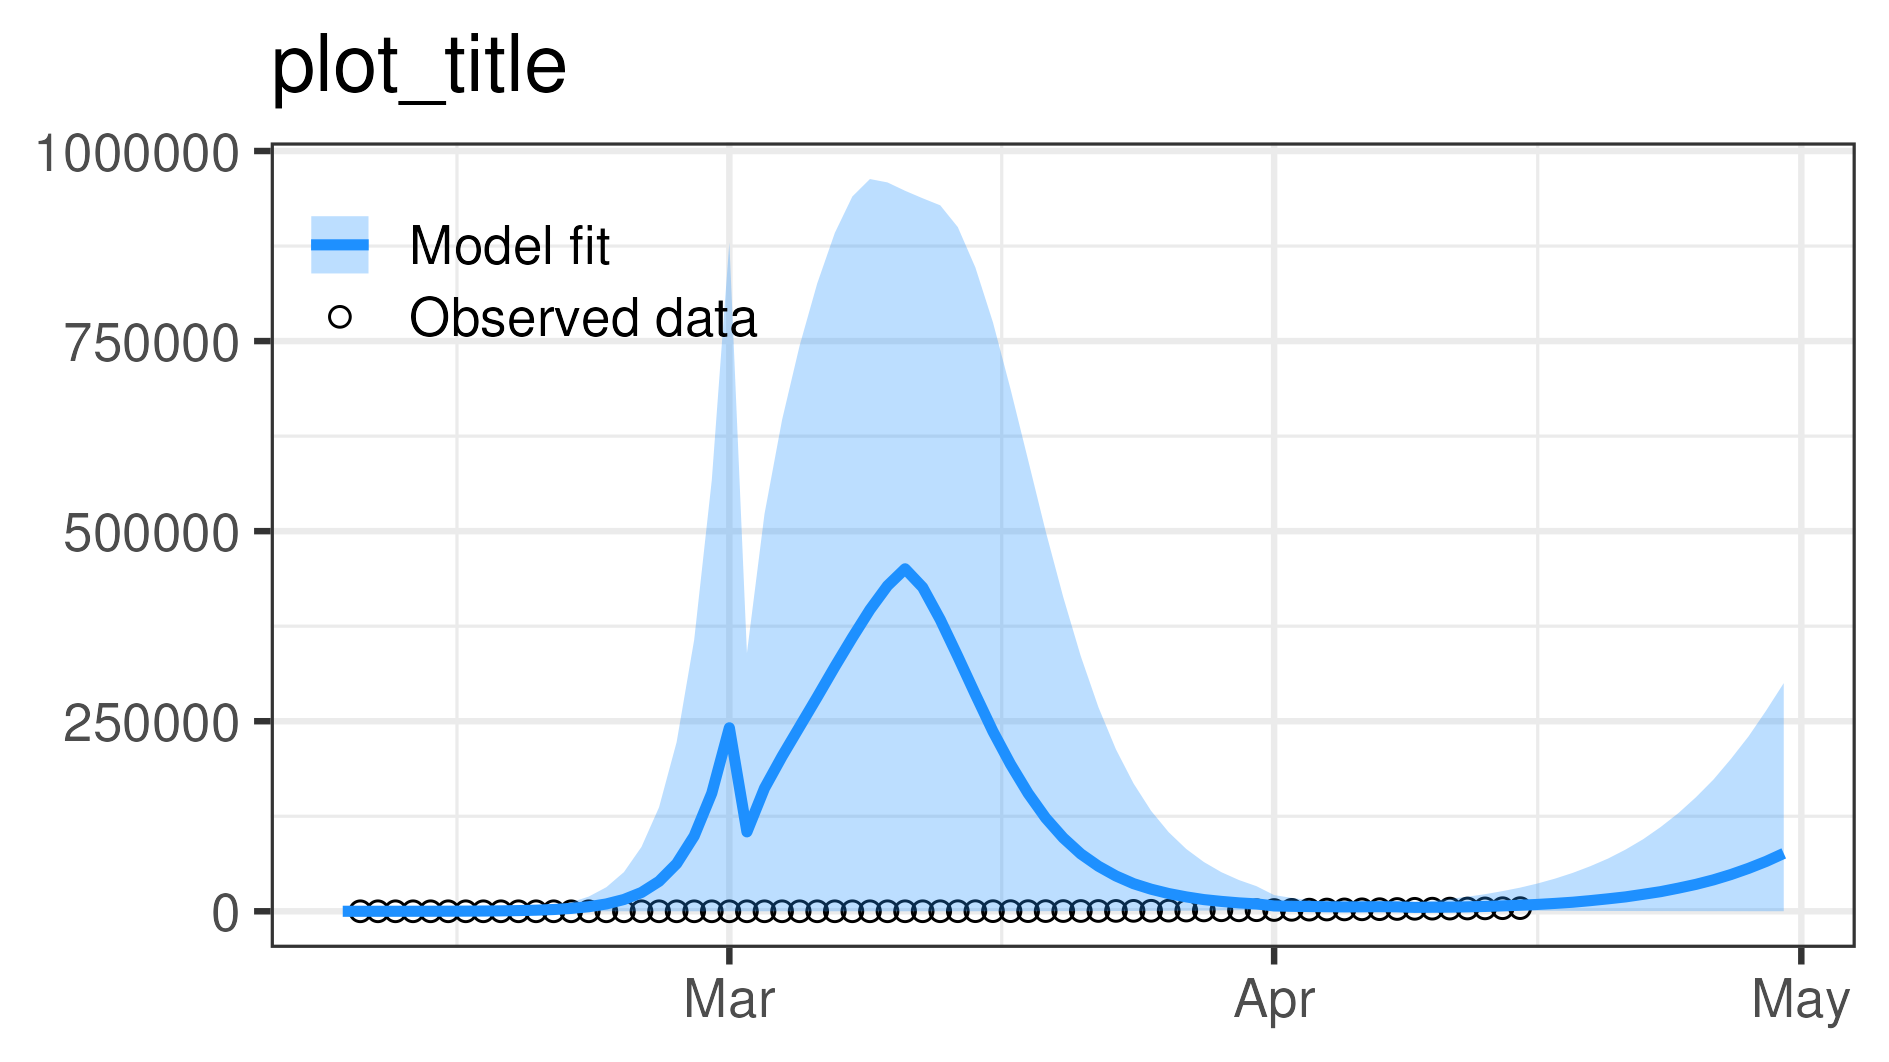 plot_title
1000000
750000
500000
250000
0
Model fit
Observed data
Mar
Apr
May